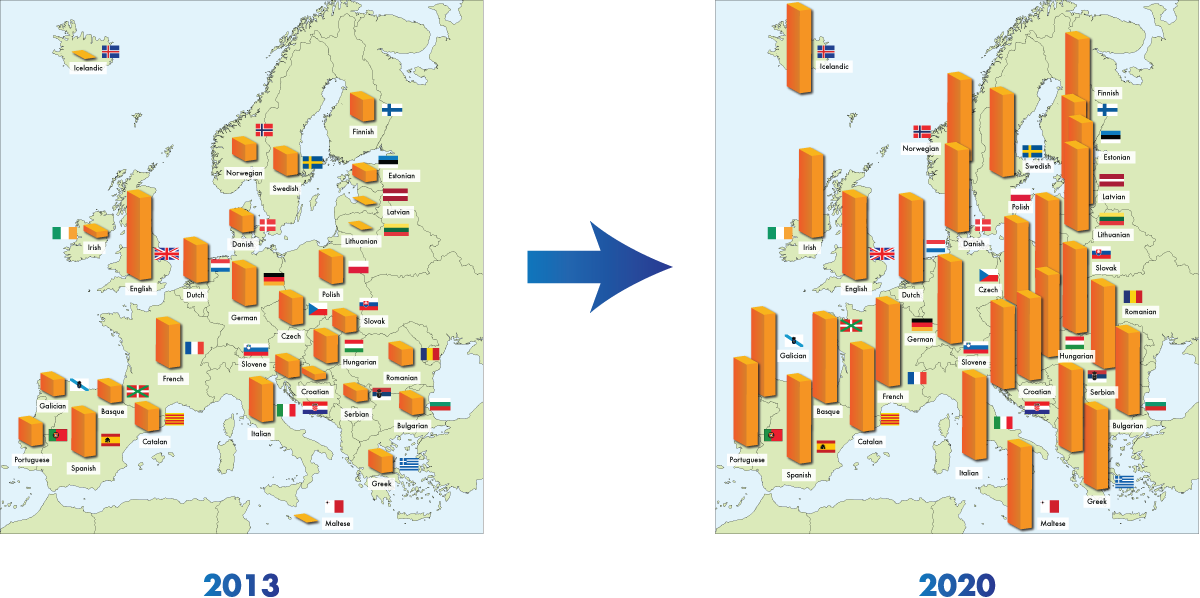 Icelandic
Finnish
Norwegian
Swedish
Estonian
Latvian
Lithuanian
Danish
Irish
English
Dutch
German
Polish
Czech
Slovak
French
Slovene
Hungarian
Romanian
Croatian
Galician
Basque
Serbian
Bulgarian
Portuguese
Spanish
Catalan
Italian
Greek
Maltese
2013
Icelandic
Finnish
Norwegian
Swedish
Estonian
Latvian
Polish
Lithuanian
Irish
Danish
English
Dutch
Czech
Slovak
Romanian
Galician
German
Slovene
Hungarian
Basque
French
Croatian
Serbian
Catalan
Bulgarian
Portuguese
Spanish
Italian
Greek
Maltese
2020